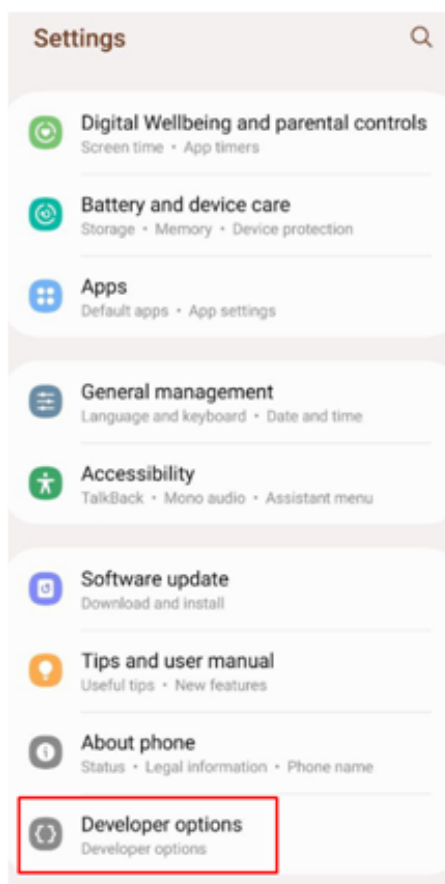 Settings
Digital Wellbeing and parental controls
Screen time • App timers
Battery and device care
Storage • Memory • Device protection
Apps
Default apps • App settings
General management
Language and keyboard • Date and time
Accessibility
TalkBack • Mono audio • Assistant menu
Software update
Download and install
Tips and user manual
Useful tips • New features
About phone
Status • Legal information • Phone name
Developer options
Developer options